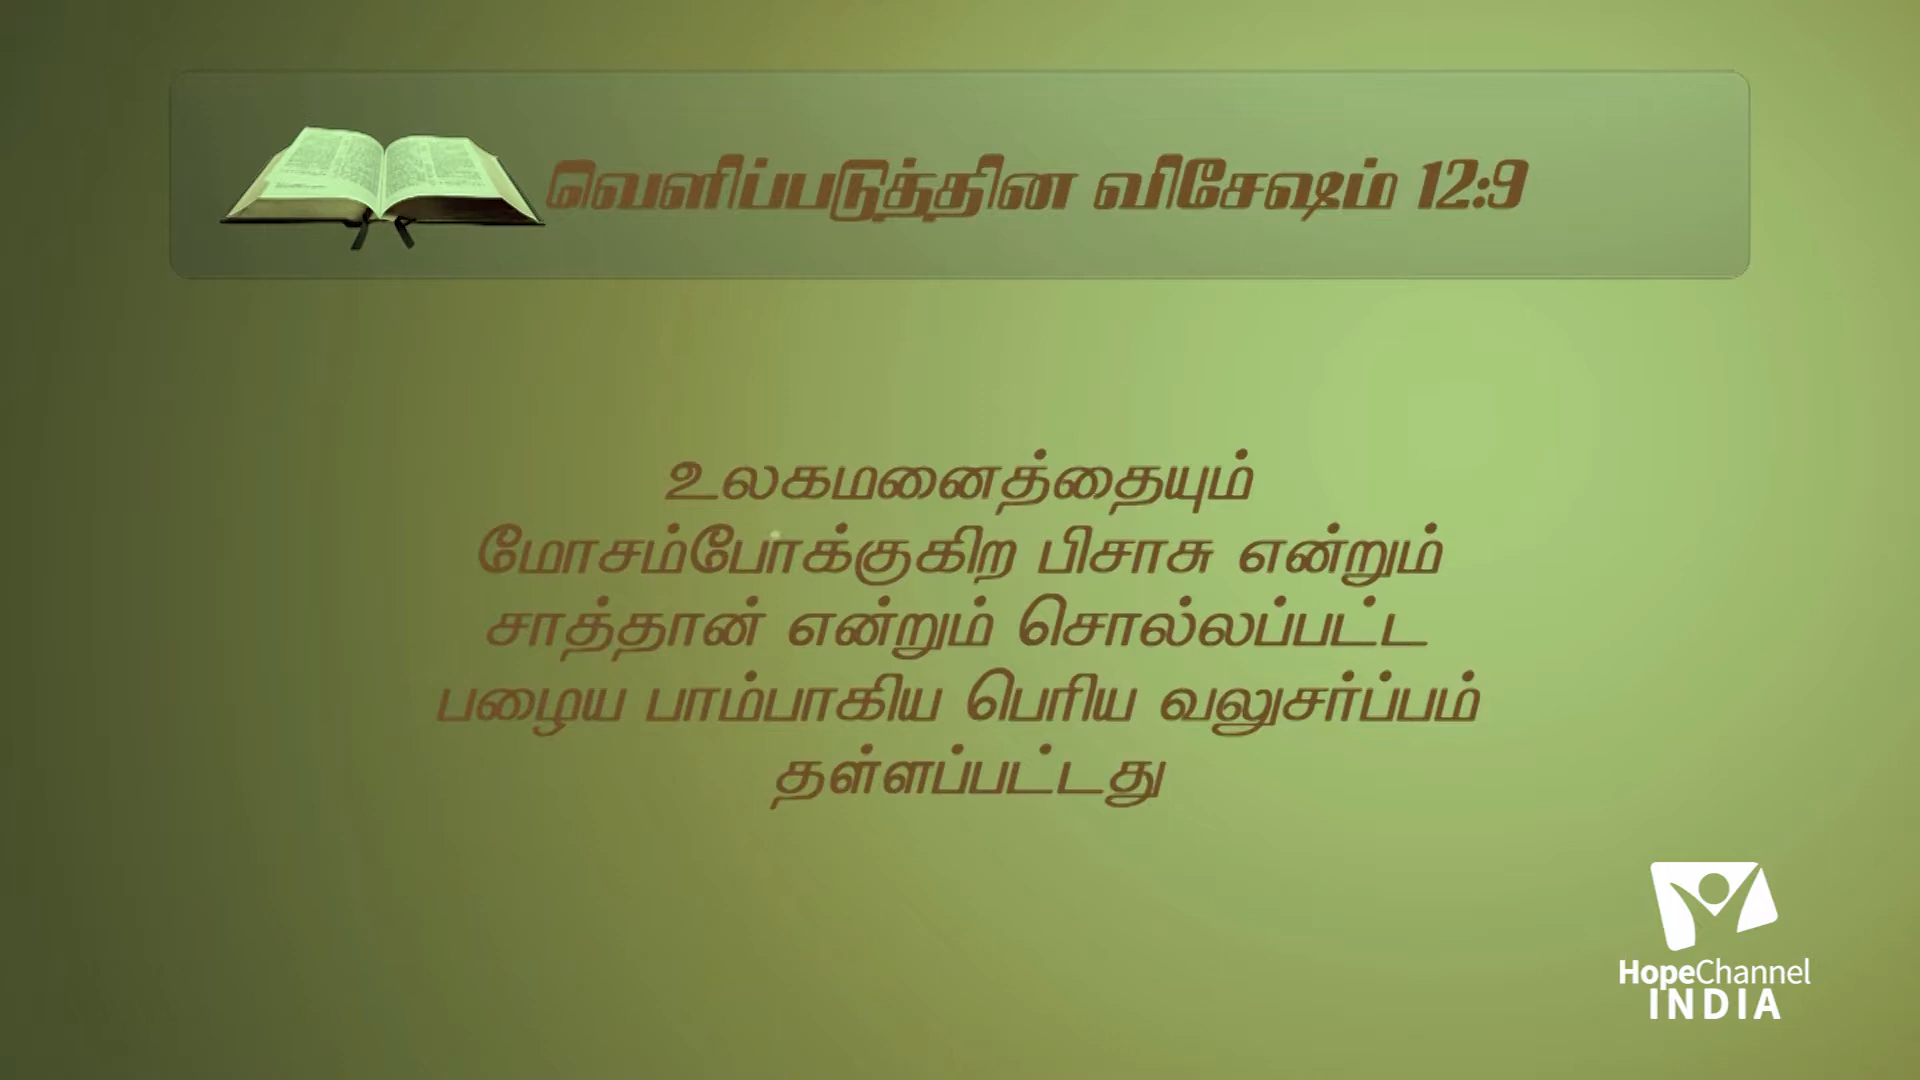 வெளிப்படுத்தின விசேஷம் 12:9
உலகமனைத்தையும்
மோசம்போக்குகிற பிசாசு என்றும்
சாத்தான் என்றும் சொல்லப்பட்ட
பழைய பாம்பாகிய பெரிய வலுசர்ப்பம்
தள்ளப்பட்டது
HopeChannel
INDIA